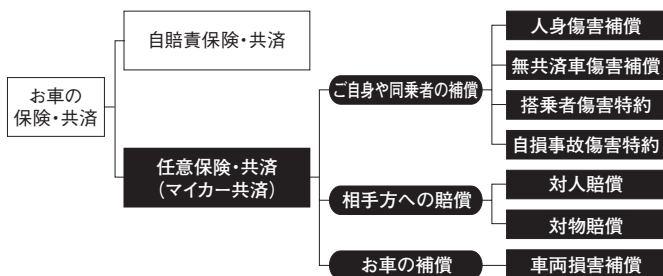 お車の
保険・共済
自賠責保険・共済
任意保険・共済
(マイカー共済)
ご自身や同乗者の補償
人身傷害補償
無共済車傷害補償
搭乗者傷害特約
自損事故傷害特約
相手方への賠償
対人賠償
対物賠償
お車の補償
車両損害補償